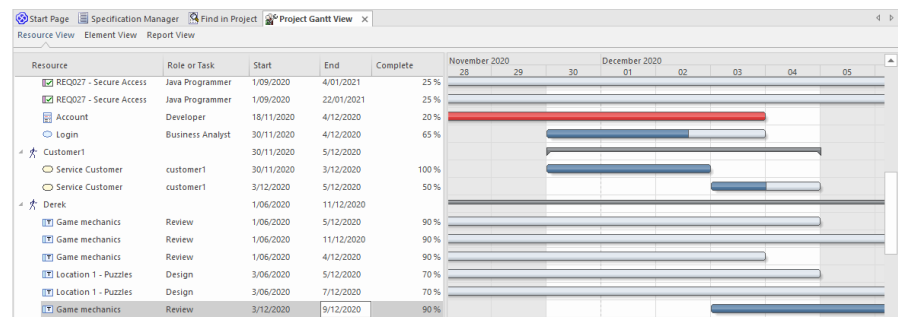 Start Page Specification Manager Find in Project Project Gantt View ×
Resource View Element View Report View
Resource Role or Task Start End Complete November 2020 December 2020
28 29 30 01 02 03 04 05
REQ027 - Secure Access Java Programmer 1/09/2020 4/01/2021 25 %
REQ027 - Secure Access Java Programmer 1/09/2020 22/01/2021 25 %
Account Developer 18/11/2020 4/12/2020 20 %
Login Business Analyst 30/11/2020 4/12/2020 65 %
Customer1 30/11/2020 5/12/2020
Service Customer customer1 30/11/2020 3/12/2020 100 %
Service Customer customer1 3/12/2020 5/12/2020 50 %
Derek 1/06/2020 11/12/2020
Game mechanics Review 1/06/2020 5/12/2020 90 %
Game mechanics Review 1/06/2020 11/12/2020 90 %
Game mechanics Review 1/06/2020 4/12/2020 90 %
Location 1 - Puzzles Design 3/06/2020 5/12/2020 70 %
Location 1 - Puzzles Design 3/06/2020 7/12/2020 70 %
Game mechanics Review 3/12/2020 9/12/2020 90 %